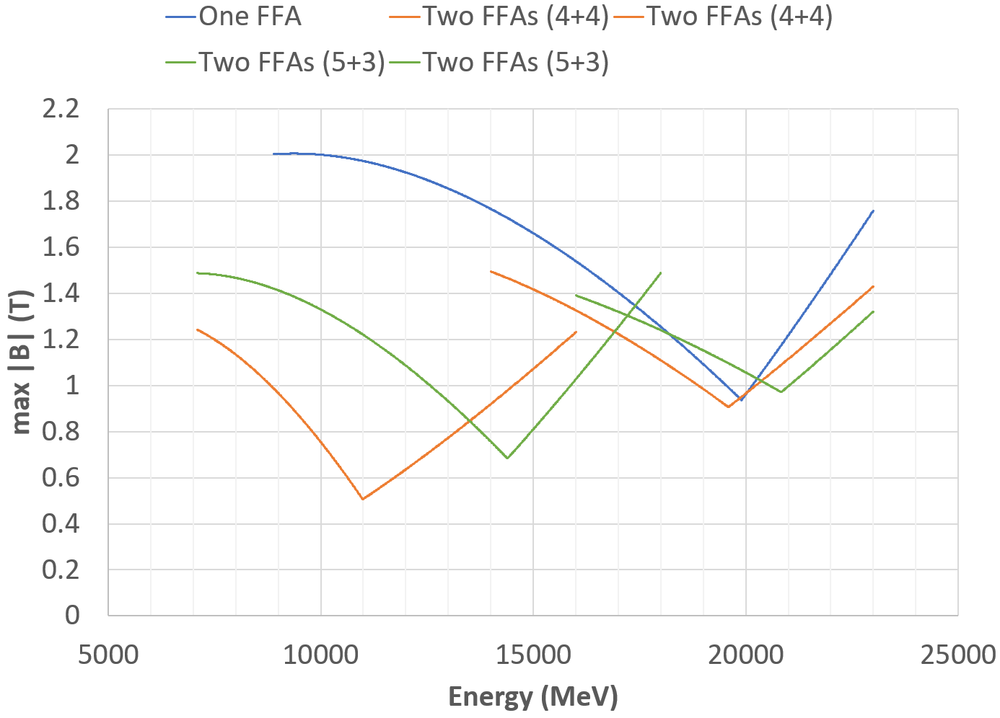 One FFA Two FFAs (4+4) Two FFAs (4+4)
Two FFAs (5+3) Two FFAs (5+3)
2.2
2
1.8
1.6
1.4
1.2
1
0.8
0.6
0.4
0.2
0
max |B| (T)
5000 10000 15000 20000 25000
Energy (MeV)